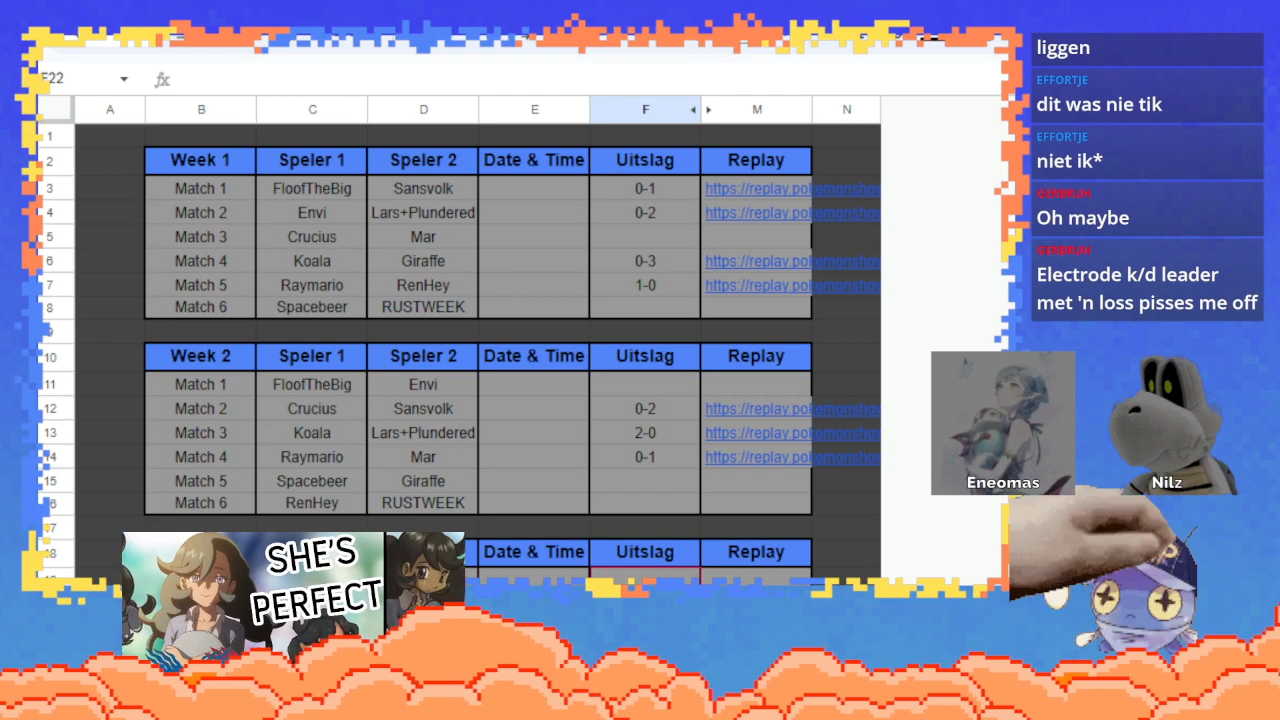 F22
fx
A B C D E F M N
1
2 Week 1 Speler 1 Speler 2 Date & Time Uitslag Replay
3 Match 1 FloofTheBig Sansvolk 0-1 https://replay.pokemonshow
4 Match 2 Envi Lars+Plundered 0-2 https://replay.pokemonshow
5 Match 3 Crucius Mar
6 Match 4 Koala Giraffe 0-3 https://replay.pokemonshow
7 Match 5 Raymario RenHey 1-0 https://replay.pokemonshow
8 Match 6 Spacebeer RUSTWEEK
9
10 Week 2 Speler 1 Speler 2 Date & Time Uitslag Replay
11 Match 1 FloofTheBig Envi
12 Match 2 Crucius Sansvolk 0-2 https://replay.pokemonshow
13 Match 3 Koala Lars+Plundered 2-0 https://replay.pokemonshow
14 Match 4 Raymario Mar 0-1 https://replay.pokemonshow
15 Match 5 Spacebeer Giraffe
16 Match 6 RenHey RUSTWEEK
17
18 Date & Time Uitslag Replay
SHE'S
PERFECT
liggen
EFFORTJE
dit was nie tik
EFFORTJE
niet ik*
CERBRUH
Oh maybe
CERBRUH
Electrode k/d leader
met 'n loss pisses me off
Eneomas
Nilz